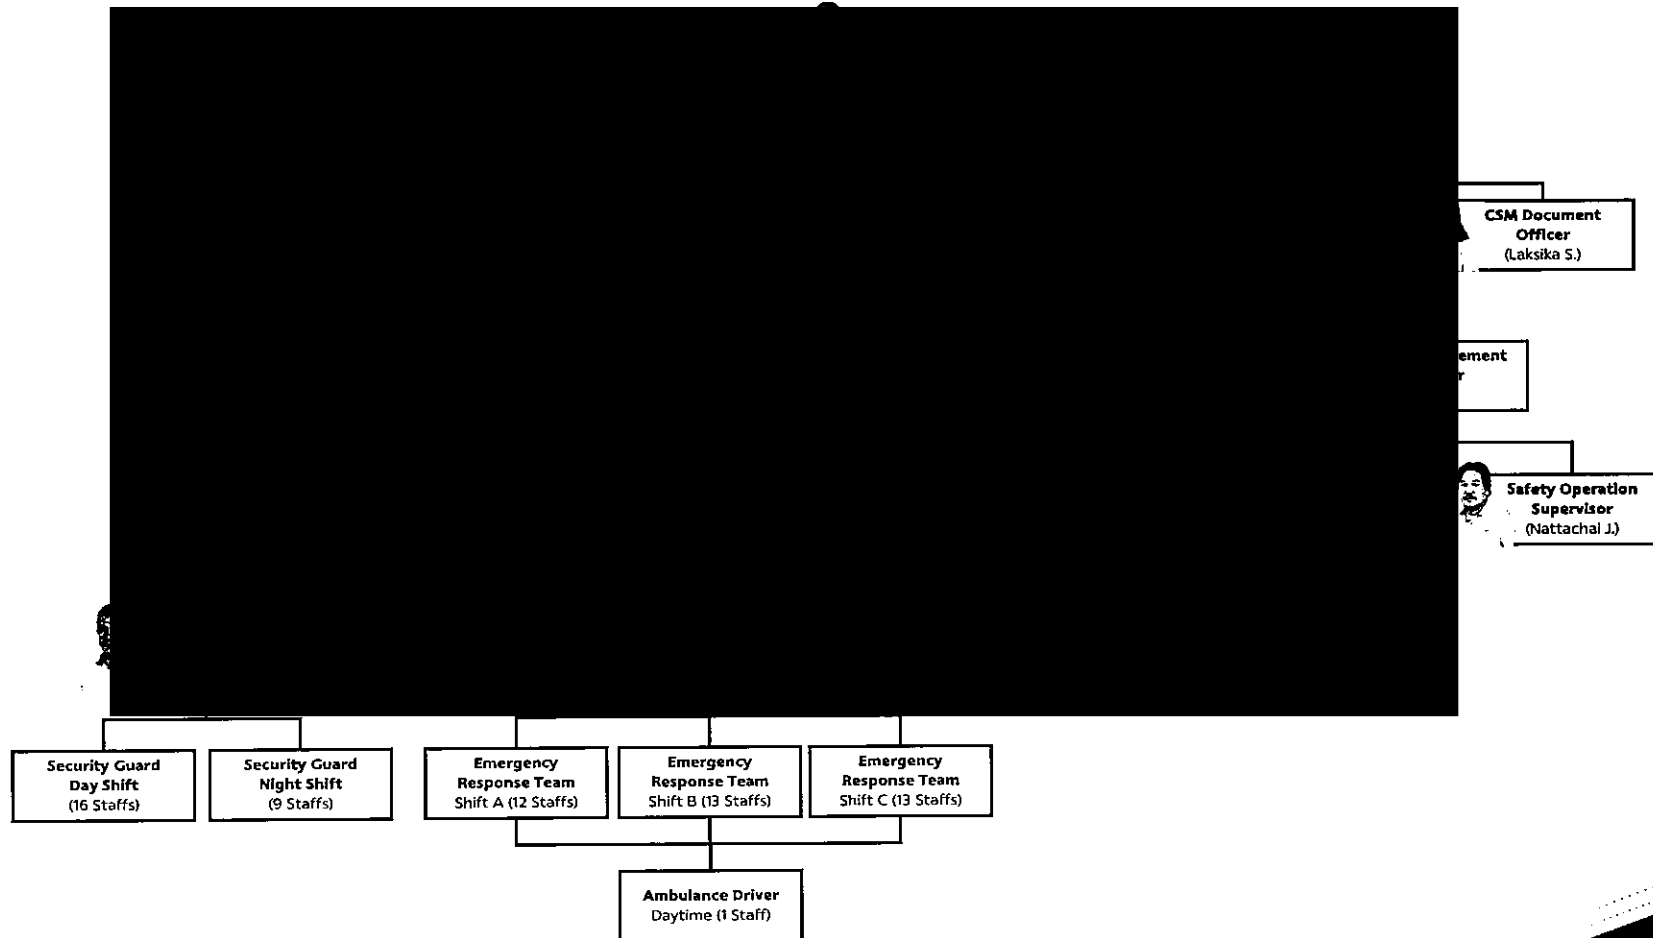 CSM Document
Officer
(Laksika S.)
ement
r
Safety Operation
Supervisor
(Nattachai J.)
Security Guard
Day Shift
(16 Staffs)
Security Guard
Night Shift
(9 Staffs)
Emergency
Response Team
Shift A (12 Staffs)
Emergency
Response Team
Shift B (13 Staffs)
Emergency
Response Team
Shift C (13 Staffs)
Ambulance Driver
Daytime (1 Staff)